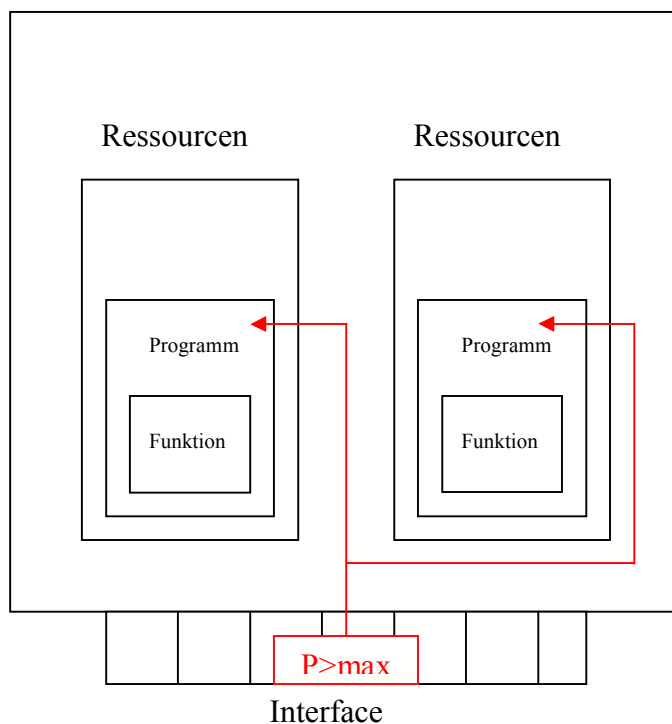 Ressourcen
Ressourcen
Programm
Programm
Funktion
Funktion
P>max
Interface